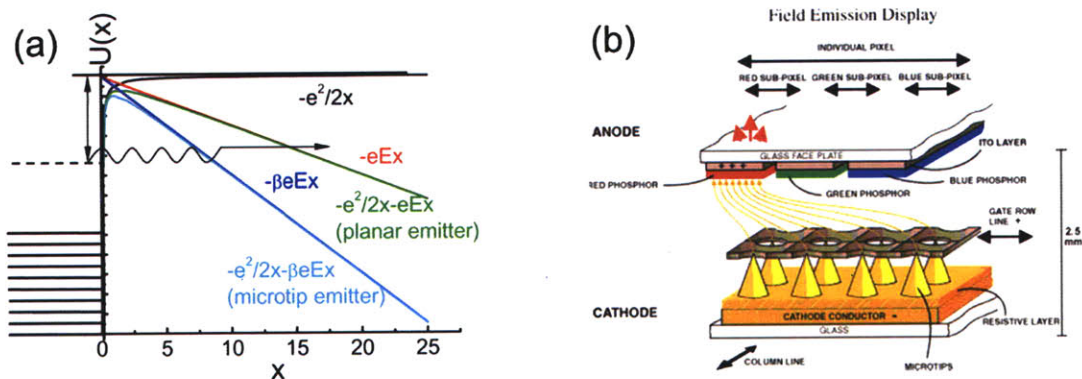 (a)
U(x)
-e²/2x
-eEx
-βeEx
-e²/2x-eEx
(planar emitter)
-e²/2x-βeEx
(microtip emitter)
0 5 10 15 20 25
x
(b)
Field Emission Display
INDIVIDUAL PIXEL
RED SUB-PIXEL GREEN SUB-PIXEL BLUE SUB-PIXEL
ANODE
GLASS FACE PLATE
ITO LAYER
RED PHOSPHOR
GREEN PHOSPHOR
BLUE PHOSPHOR
GATE ROW
LINE +
2.5
mm
CATHODE
CATHODE CONDUCTOR -
GLASS
RESISTIVE LAYER
MICROTIPS
COLUMN LINE